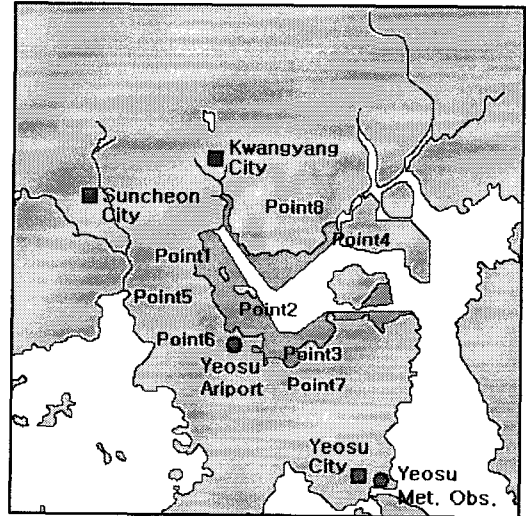 Kwangyang
City
Suncheon
City
Point8
Point4
Point1
Point5
Point2
Point6
Yeosu
Ariport
Point3
Point7
Yeosu
City
Yeosu
Met. Obs.